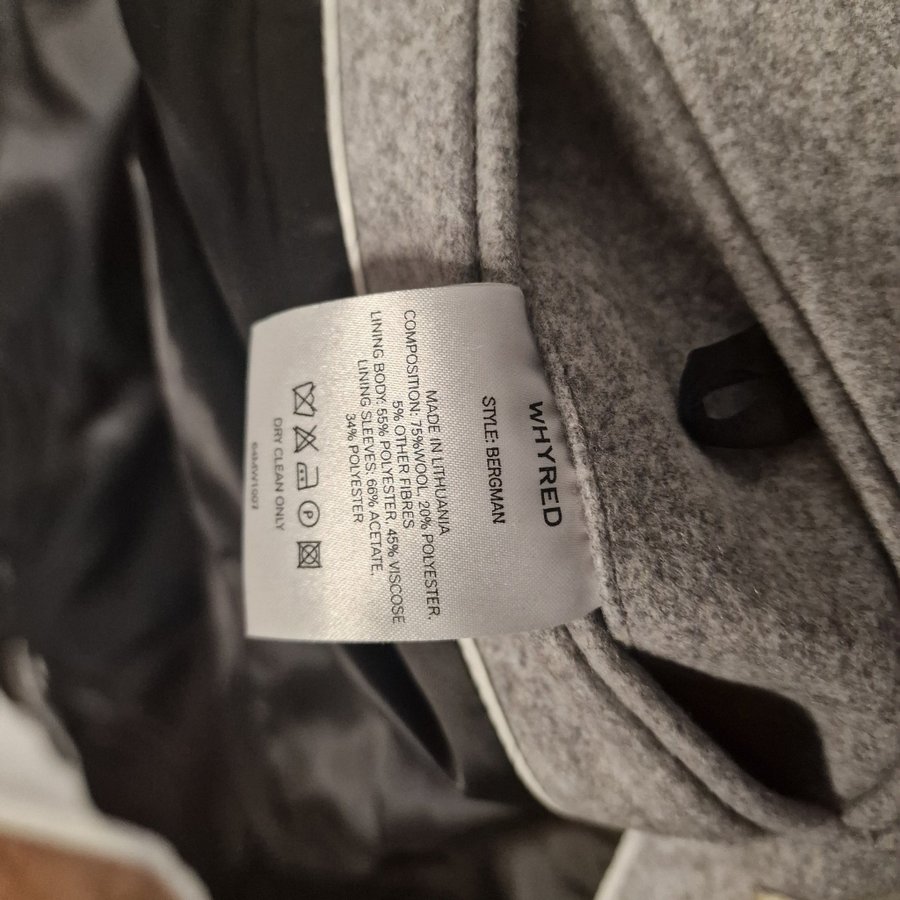 WHYRED
STYLE: BERGMAN
MADE IN LITHUANIA
COMPOSITION: 75%WOOL, 20% POLYESTER.
5% OTHER FIBRES
LINING BODY: 55% POLYESTER. 45% VISCOSE
LINING SLEEVES: 66% ACETATE.
34% POLYESTER
P
DRY CLEAN ONLY